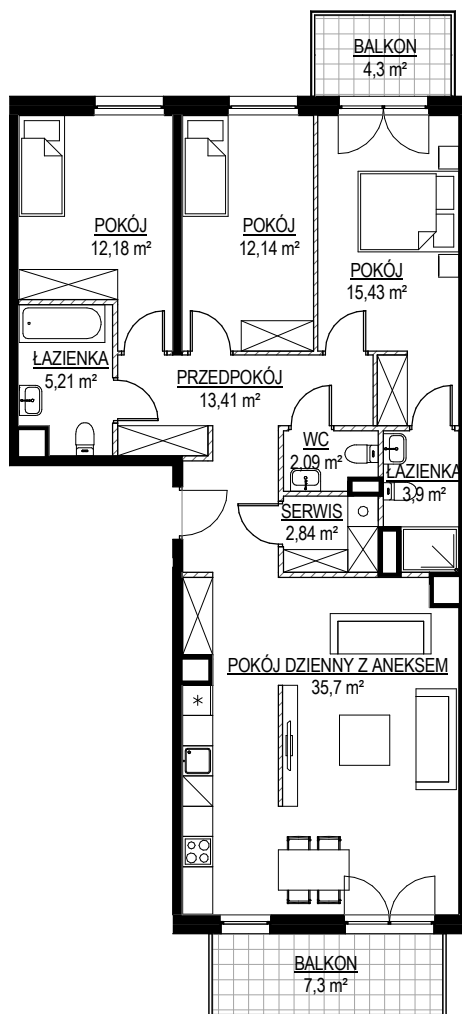 BALKON
4,3 m²
POKÓJ
12,18 m²
POKÓJ
12,14 m²
POKÓJ
15,43 m²
ŁAZIENKA
5,21 m²
PRZEDPOKÓJ
13,41 m²
WC
2,09 m²
ŁAZIENKA
3,9 m²
SERWIS
2,84 m²
POKÓJ DZIENNY Z ANEKSEM
35,7 m²
BALKON
7,3 m²